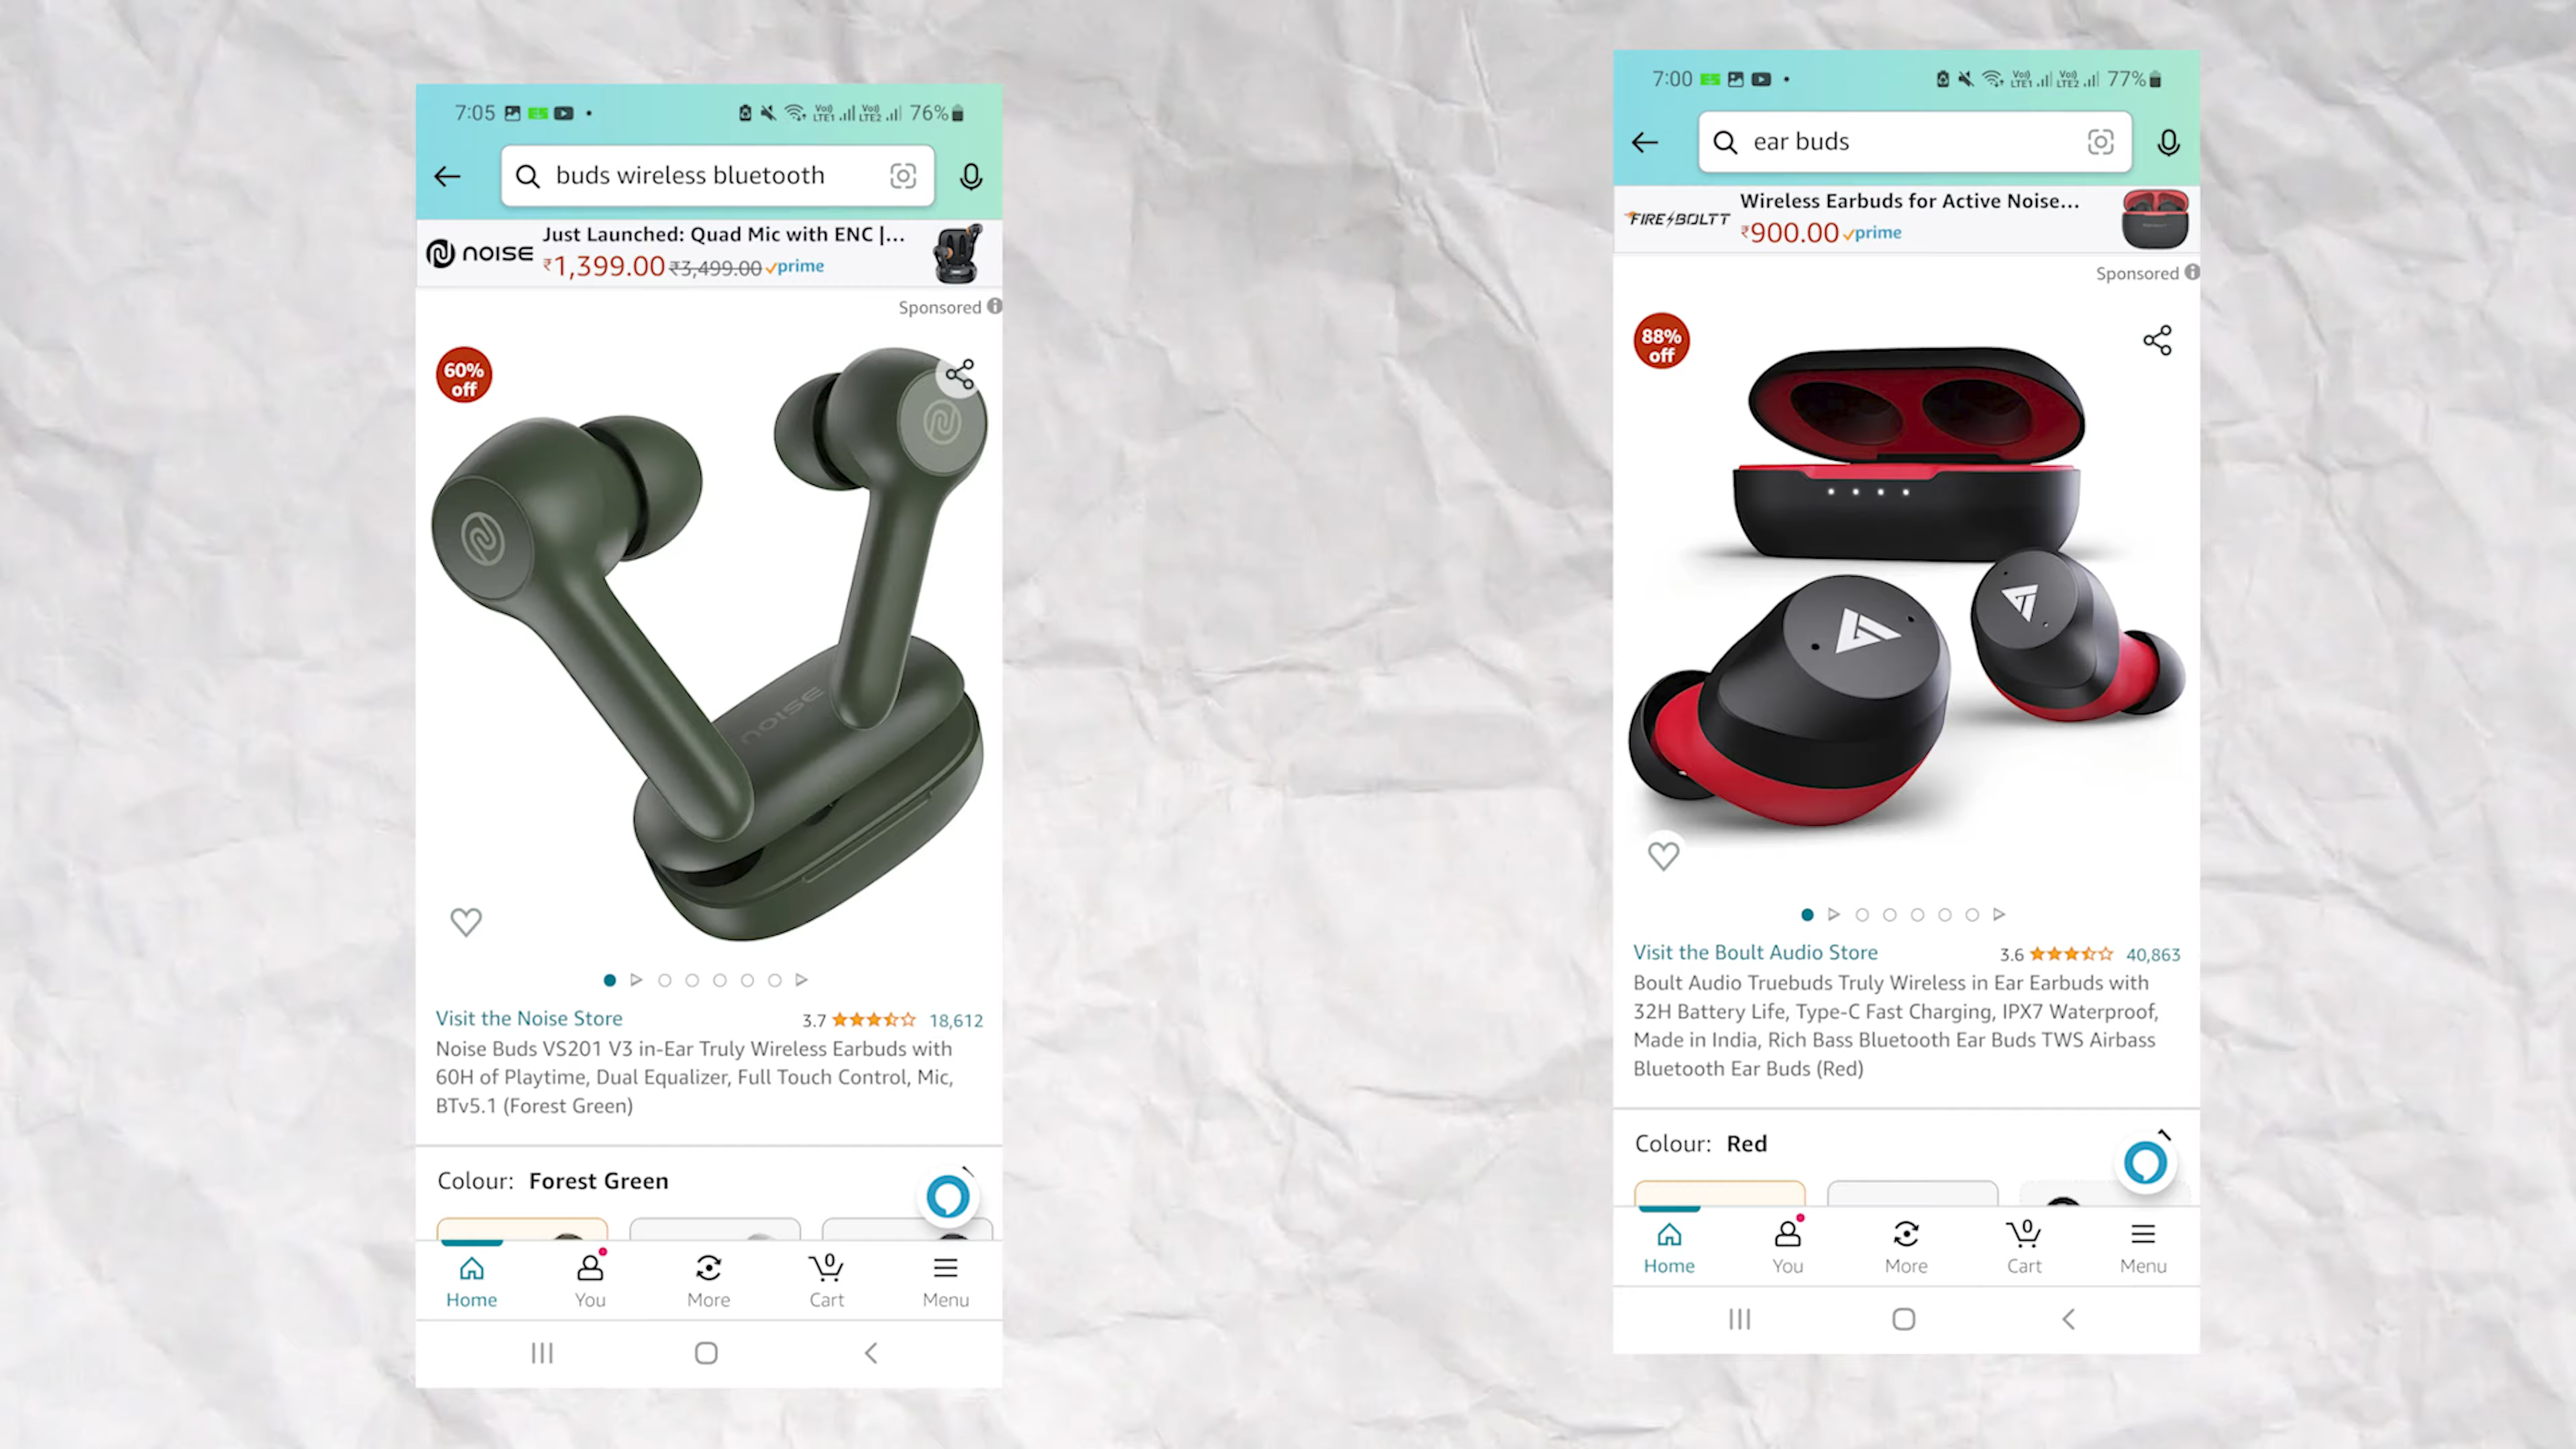 7:05
76%
buds wireless bluetooth
noise
Just Launched: Quad Mic with ENC |...
₹1,399.00 ₹3,499.00 prime
Sponsored
60%
off
NOISE
Visit the Noise Store
3.7 18,612
Noise Buds VS201 V3 in-Ear Truly Wireless Earbuds with
60H of Playtime, Dual Equalizer, Full Touch Control, Mic,
BTv5.1 (Forest Green)
Colour: Forest Green
0
Home You More Cart Menu
7:00
Vo) LTE1 Vo) LTE2 77%
ear buds
FIRE-BOLTT
Wireless Earbuds for Active Noise...
₹900.00 prime
Sponsored
88%
off
Visit the Boult Audio Store
3.6 40,863
Boult Audio Truebuds Truly Wireless in Ear Earbuds with
32H Battery Life, Type-C Fast Charging, IPX7 Waterproof,
Made in India, Rich Bass Bluetooth Ear Buds TWS Airbass
Bluetooth Ear Buds (Red)
Colour: Red
0
Home You More Cart Menu